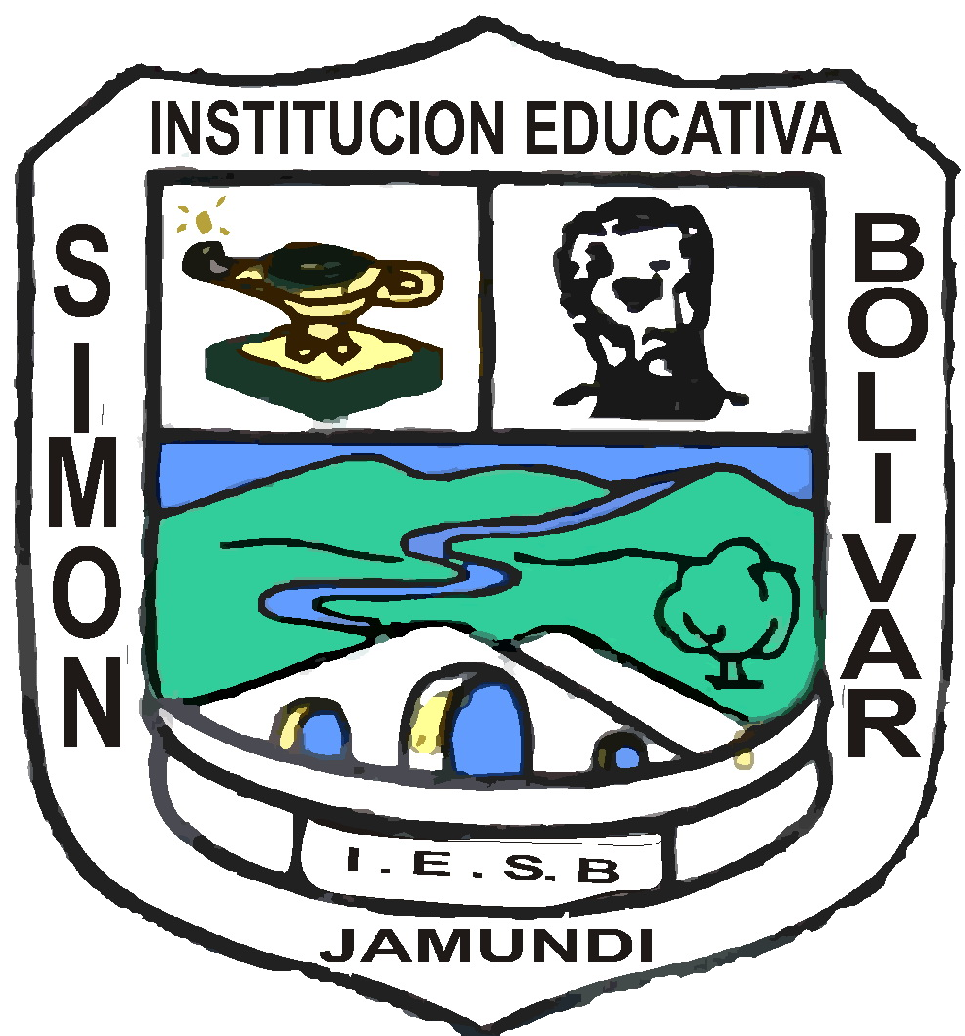 INSTITUCION EDUCATIVA
SIMON
BOLIVAR
I.E.S.B
JAMUNDI